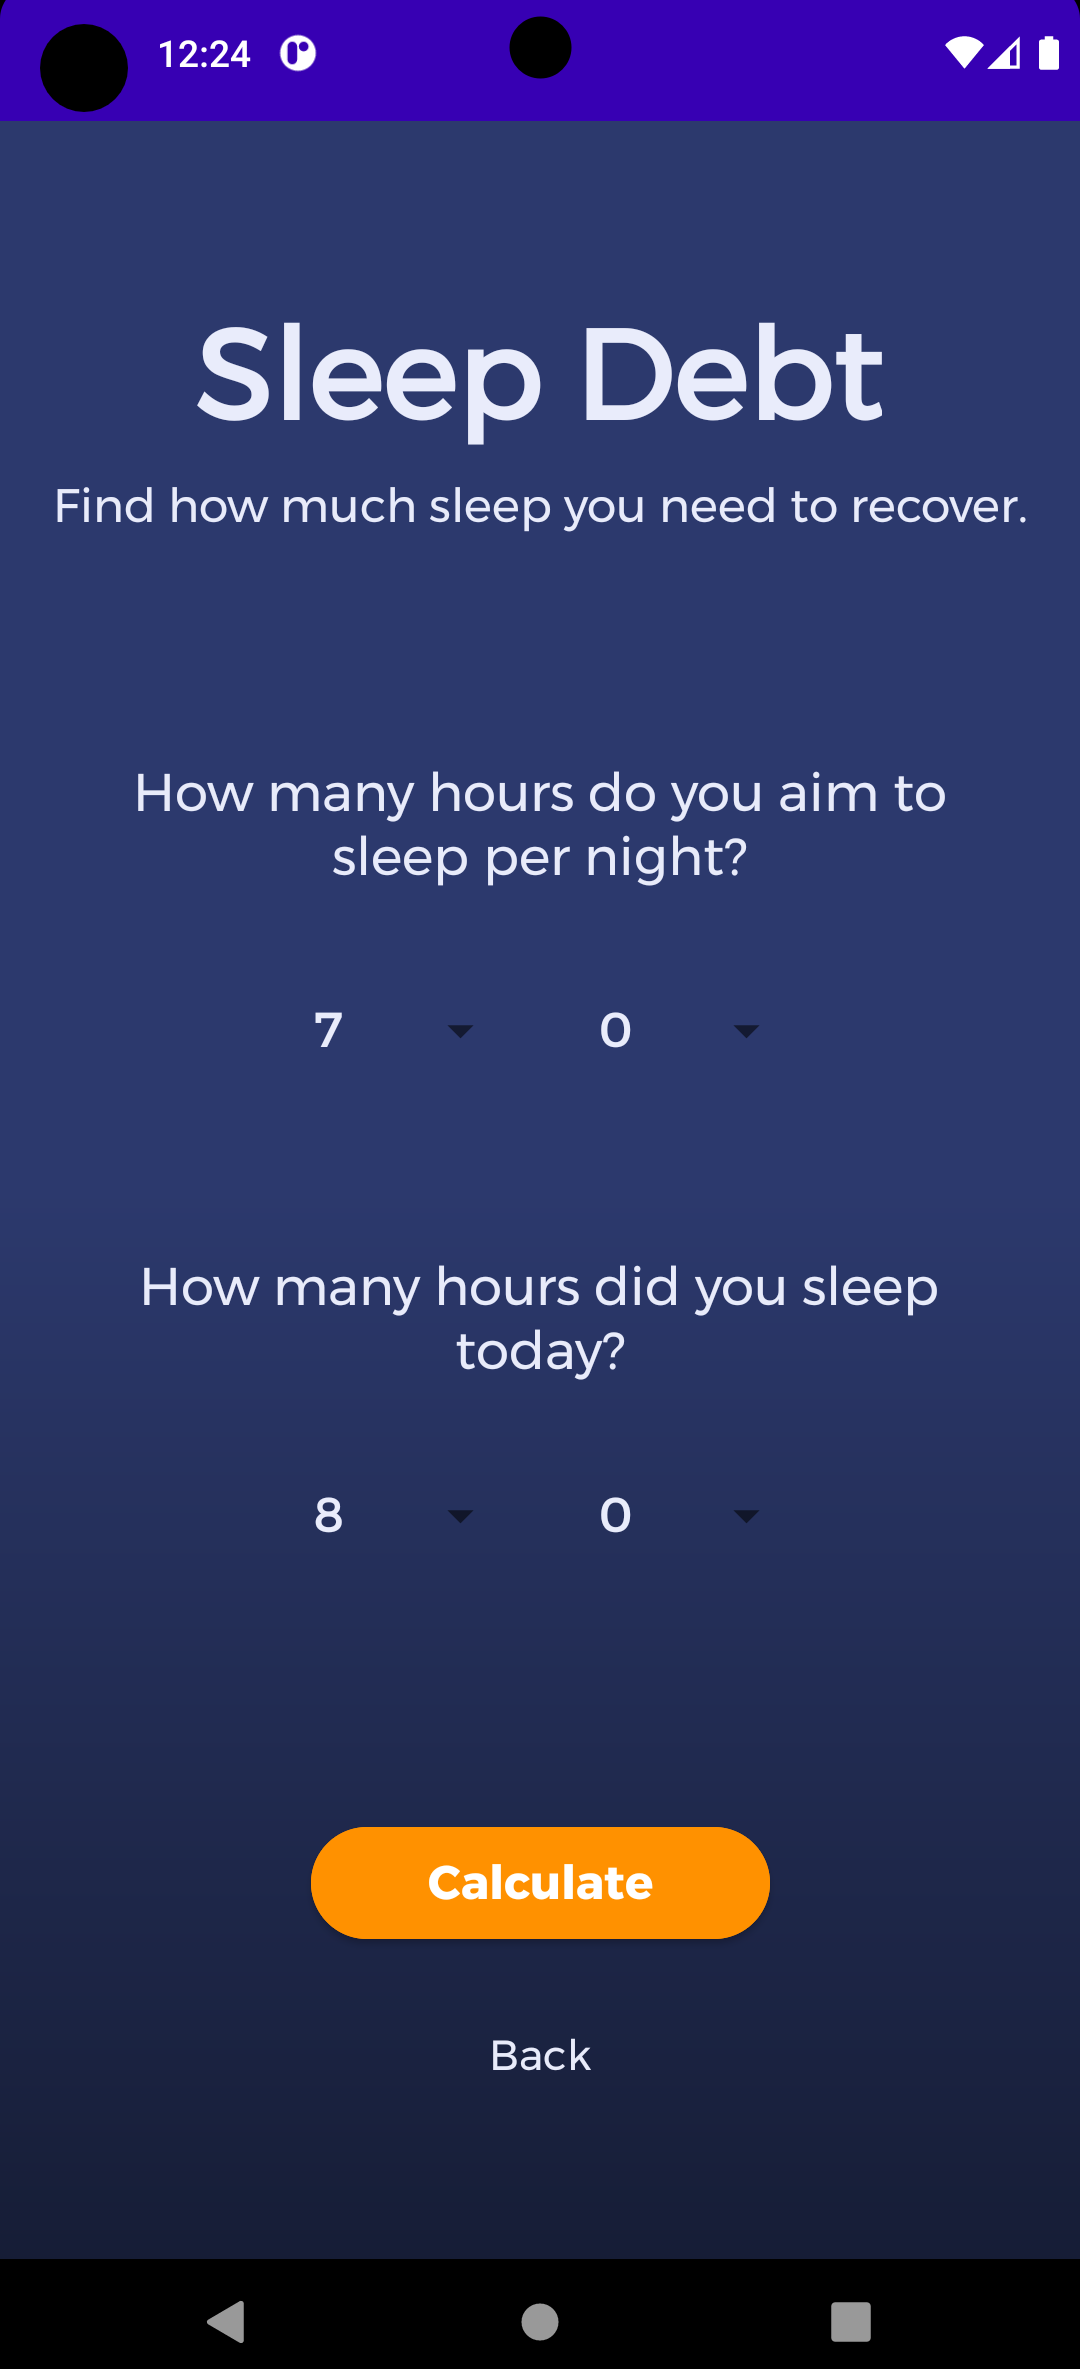 12:24
Sleep Debt
Find how much sleep you need to recover.
How many hours do you aim to
sleep per night?
7 0
How many hours did you sleep
today?
8 0
Calculate
Back